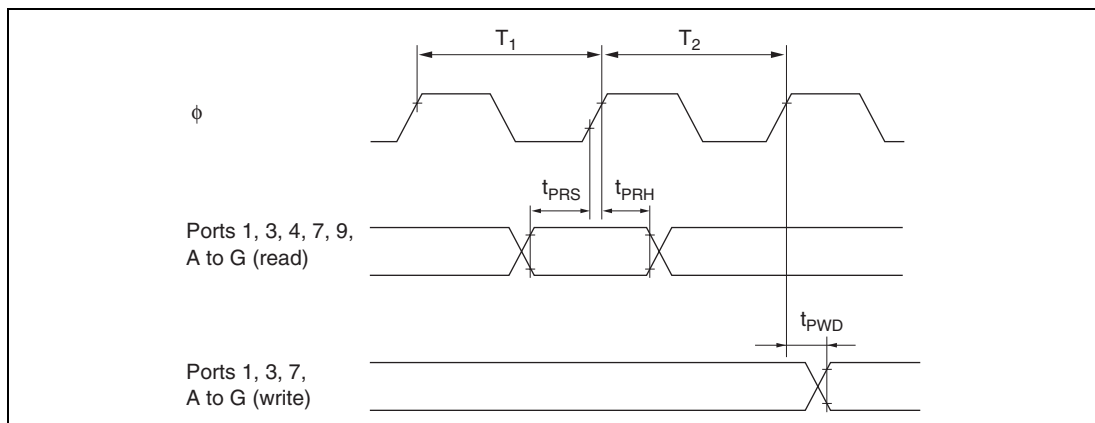 T₁ T₂
ϕ
tPRS tPRH
Ports 1, 3, 4, 7, 9,
A to G (read)
tPWD
Ports 1, 3, 7,
A to G (write)